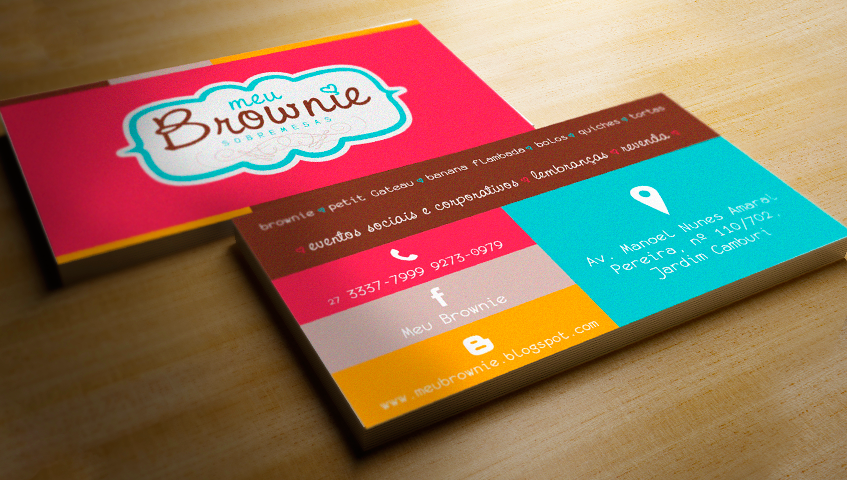 meu
Brownie
SOBREMESAS
brownie petit Gateau banana flambada bolos quiches tortas
eventos sociais e corporativos lembranças revenda
27 3337-7999 9273-0979
Meu Brownie
www.meubrownie.blogspot.com
Av. Manoel Nunes Amaral
Pereira, nº 110/702.
Jardim Camburi